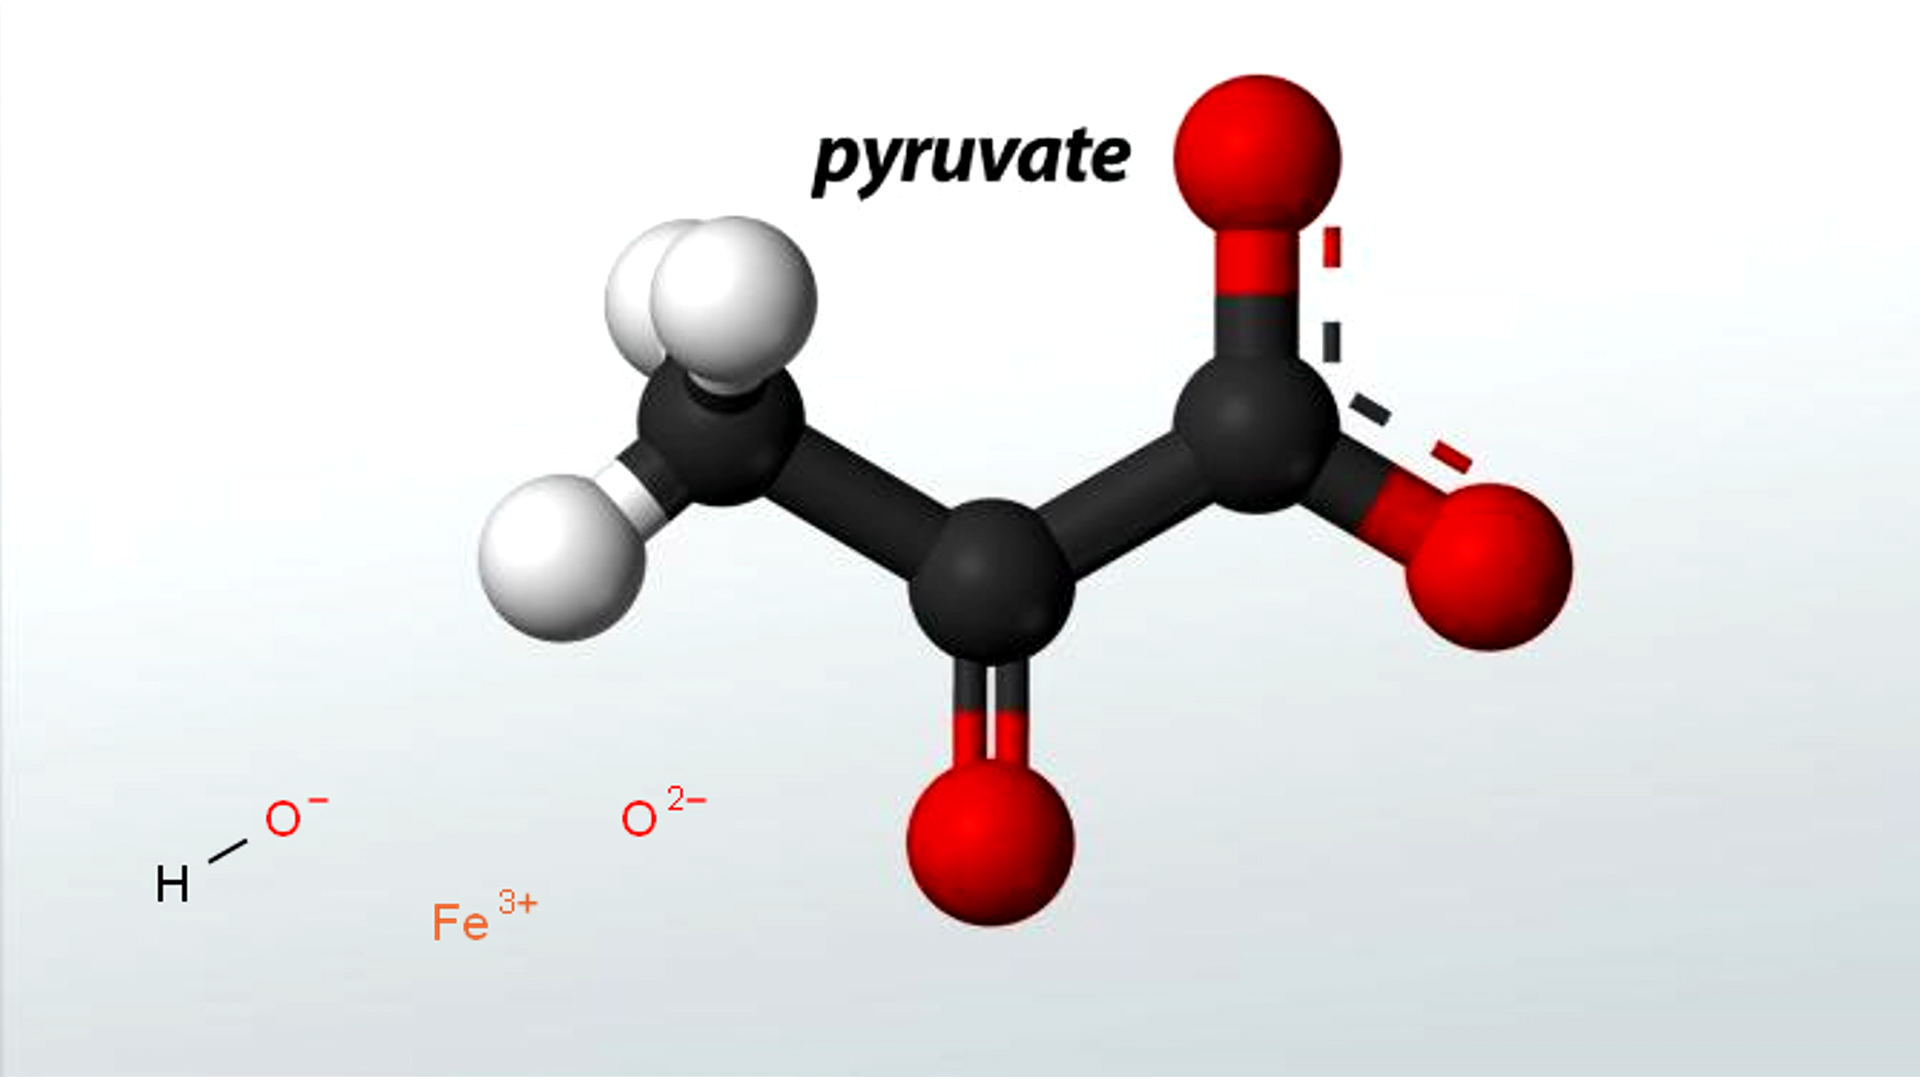 pyruvate
H O⁻
O²⁻
Fe³⁺